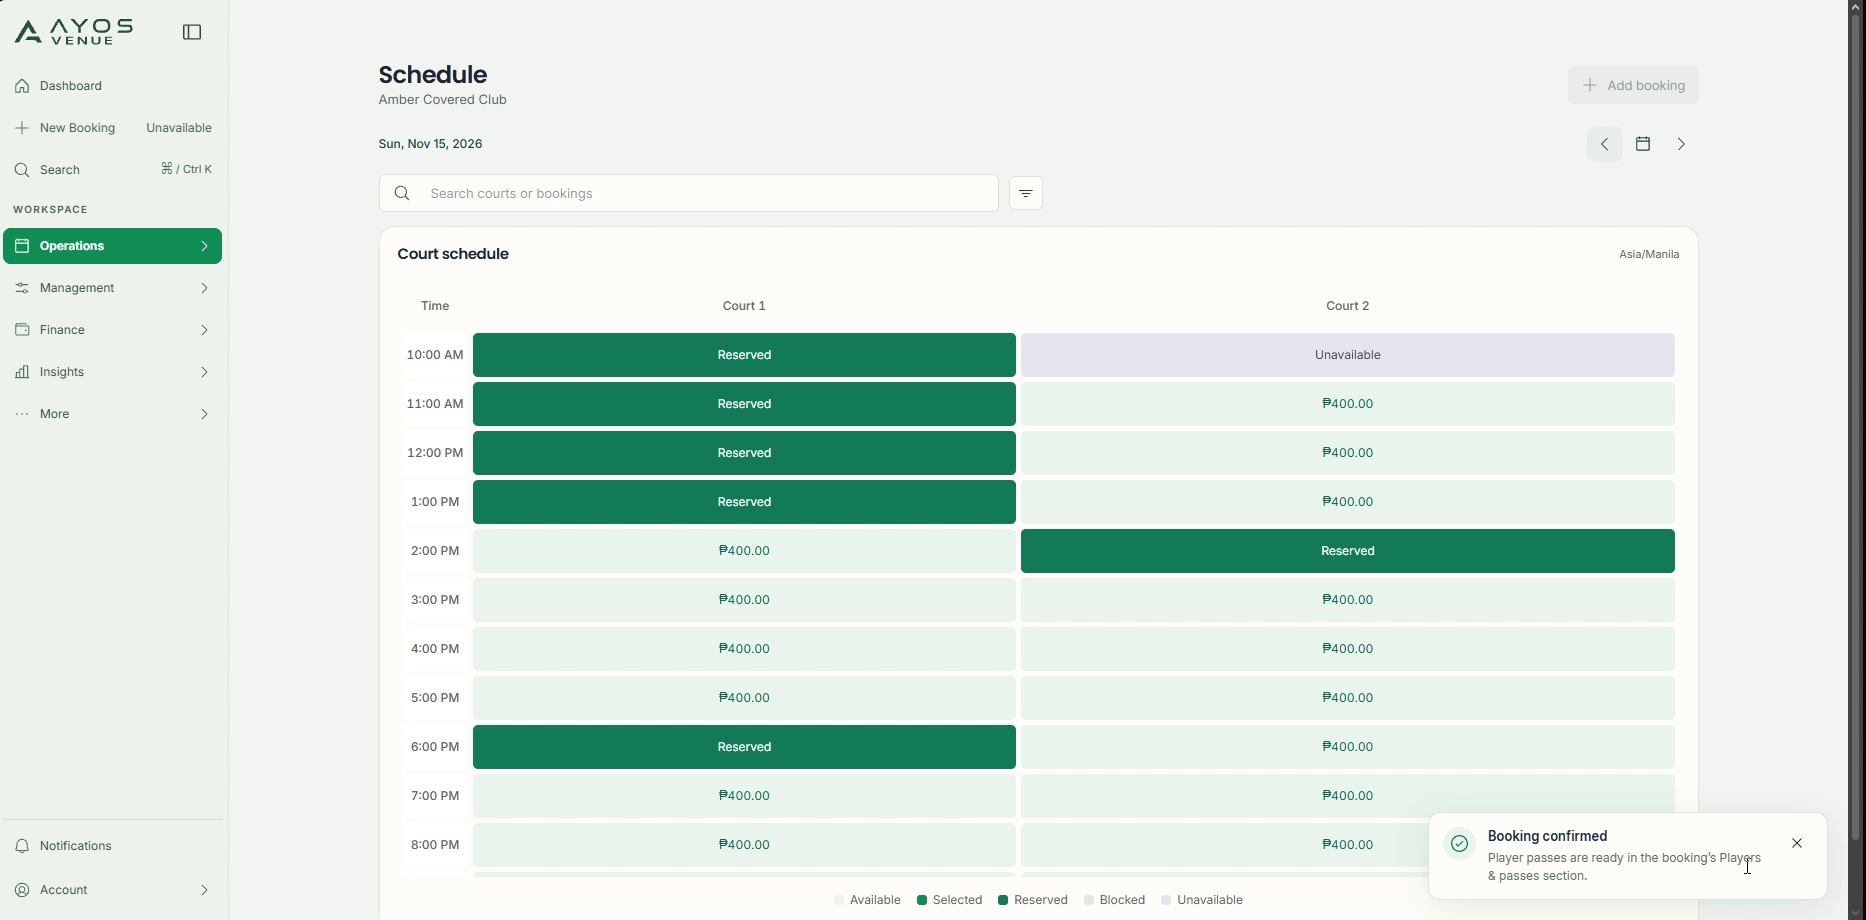 AYOS
VENUE
Dashboard
New Booking Unavailable
Search ⌘ / Ctrl K
WORKSPACE
Operations
Management
Finance
Insights
More
Notifications
Account
Schedule
Amber Covered Club
Add booking
Sun, Nov 15, 2026
Search courts or bookings
Court schedule Asia/Manila
Time Court 1 Court 2
10:00 AM Reserved Unavailable
11:00 AM Reserved ₱400.00
12:00 PM Reserved ₱400.00
1:00 PM Reserved ₱400.00
2:00 PM ₱400.00 Reserved
3:00 PM ₱400.00 ₱400.00
4:00 PM ₱400.00 ₱400.00
5:00 PM ₱400.00 ₱400.00
6:00 PM Reserved ₱400.00
7:00 PM ₱400.00 ₱400.00
8:00 PM ₱400.00 ₱400.00
Available Selected Reserved Blocked Unavailable
Booking confirmed
Player passes are ready in the booking's Players
& passes section.